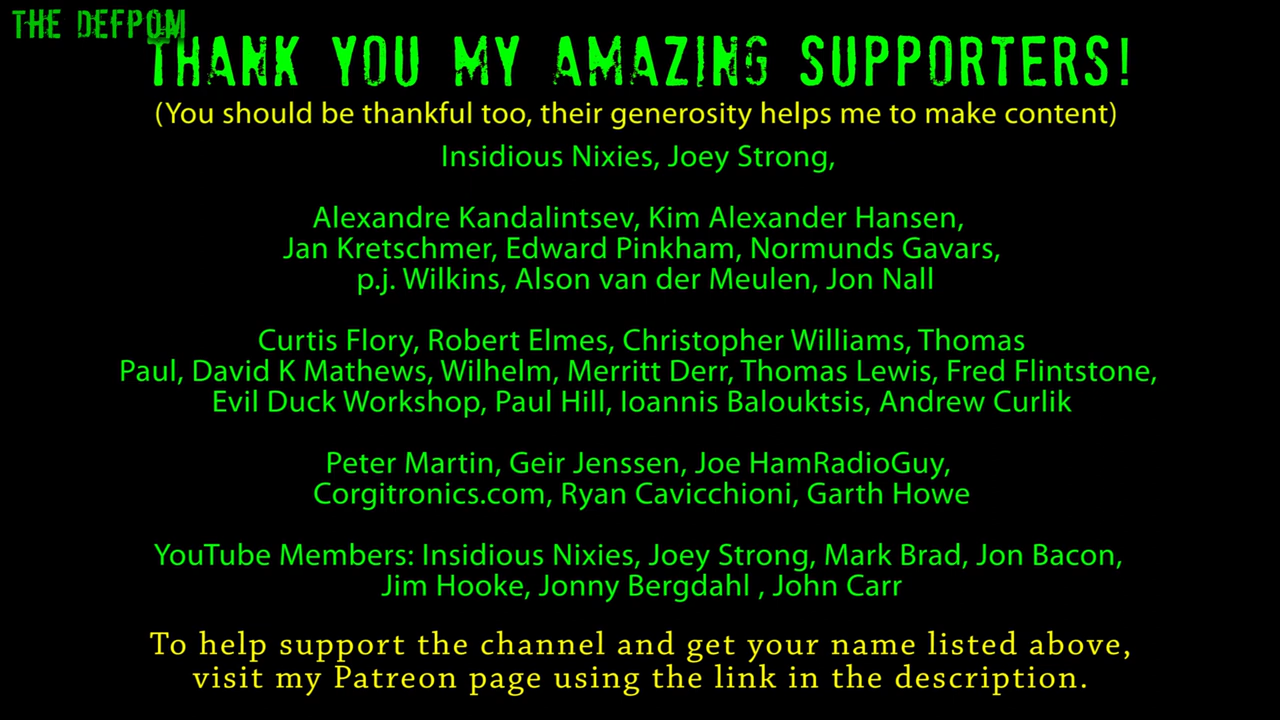 THE DEFPOM
THANK YOU MY AMAZING SUPPORTERS!
(You should be thankful too, their generosity helps me to make content)
Insidious Nixies, Joey Strong,
Alexandre Kandalintsev, Kim Alexander Hansen,
Jan Kretschmer, Edward Pinkham, Normunds Gavars,
p.j. Wilkins, Alson van der Meulen, Jon Nall
Curtis Flory, Robert Elmes, Christopher Williams, Thomas
Paul, David K Mathews, Wilhelm, Merritt Derr, Thomas Lewis, Fred Flintstone,
Evil Duck Workshop, Paul Hill, Ioannis Balouktsis, Andrew Curlik
Peter Martin, Geir Jenssen, Joe HamRadioGuy,
Corgitronics.com, Ryan Cavicchioni, Garth Howe
YouTube Members: Insidious Nixies, Joey Strong, Mark Brad, Jon Bacon,
Jim Hooke, Jonny Bergdahl , John Carr
To help support the channel and get your name listed above,
visit my Patreon page using the link in the description.